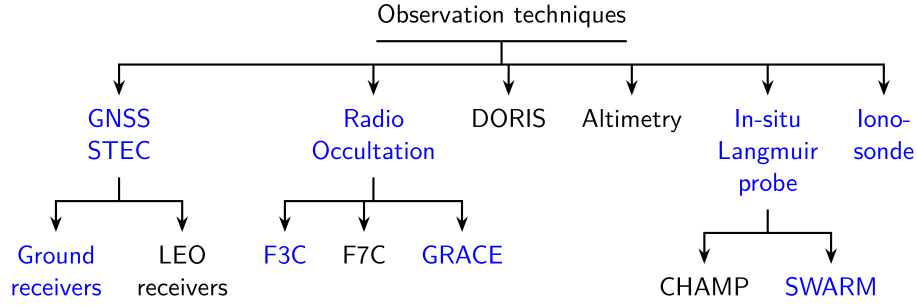 Observation techniques
GNSS
STEC
Radio
Occultation
DORIS
Altimetry
In-situ
Langmuir
probe
Iono-
sonde
Ground
receivers
LEO
receivers
F3C
F7C
GRACE
CHAMP
SWARM